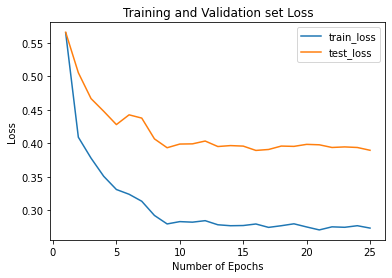 Training and Validation set Loss
train_loss
test_loss
Loss
0.55
0.50
0.45
0.40
0.35
0.30
0 5 10 15 20 25
Number of Epochs